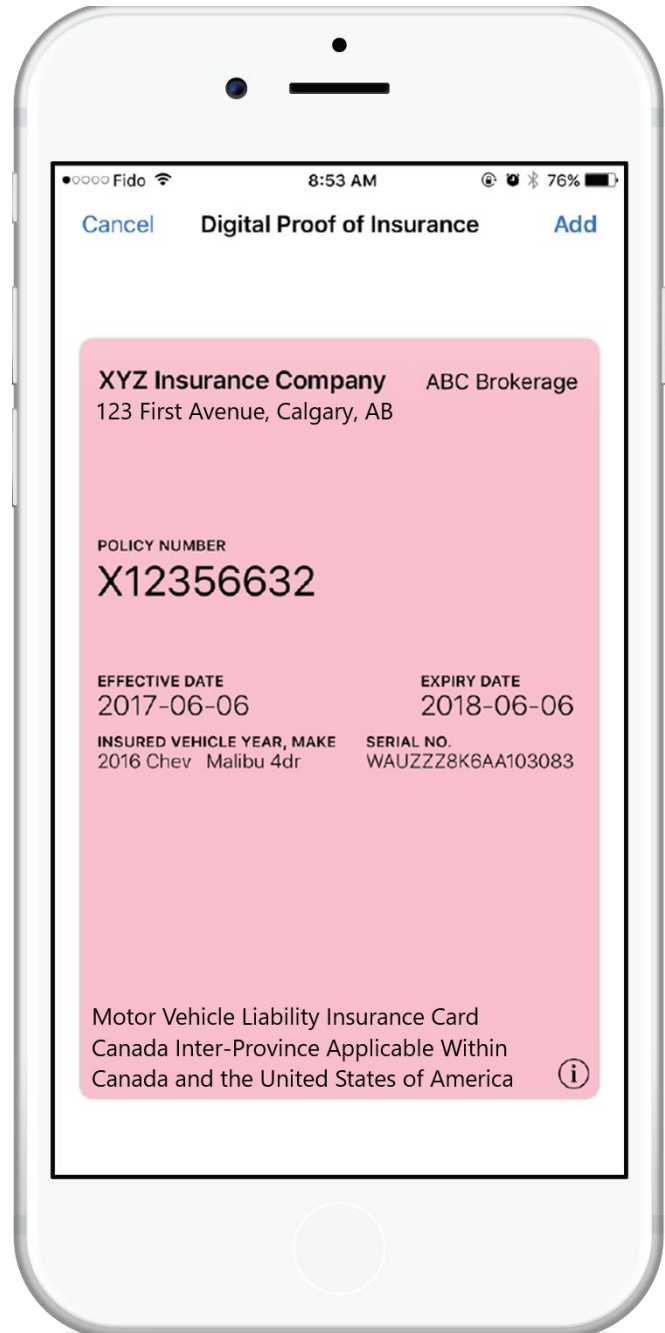 Fido 8:53 AM 76%
Cancel Digital Proof of Insurance Add
XYZ Insurance Company ABC Brokerage
123 First Avenue, Calgary, AB
POLICY NUMBER
X12356632
EFFECTIVE DATE EXPIRY DATE
2017-06-06 2018-06-06
INSURED VEHICLE YEAR, MAKE SERIAL NO.
2016 Chev Malibu 4dr WAUZZZ8K6AA103083
Motor Vehicle Liability Insurance Card
Canada Inter-Province Applicable Within
Canada and the United States of America
i